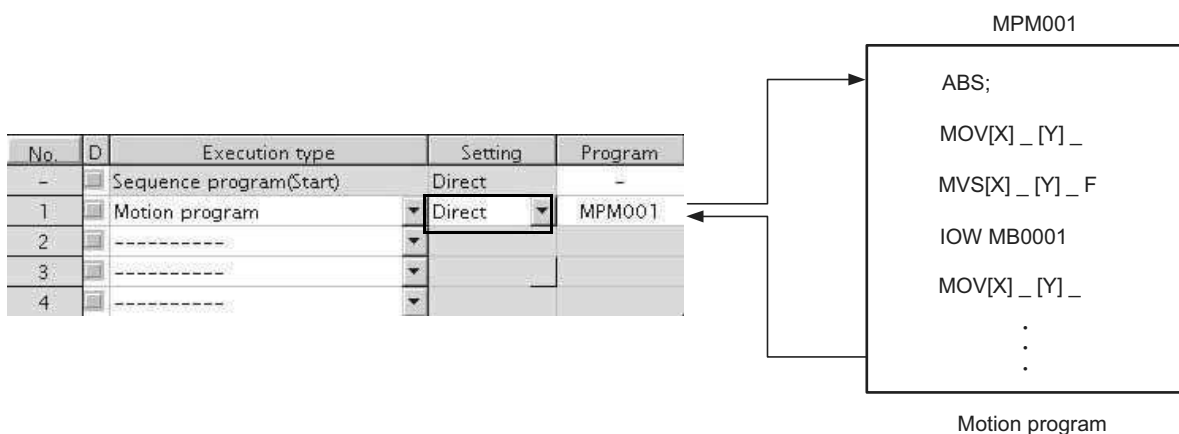 No. D Execution type Setting Program
- Sequence program(Start) Direct -
1 Motion program Direct MPM001
2 ----------
3 ----------
4 ----------
MPM001
ABS;
MOV[X] _ [Y] _
MVS[X] _ [Y] _ F
IOW MB0001
MOV[X] _ [Y] _
.
.
.
Motion program